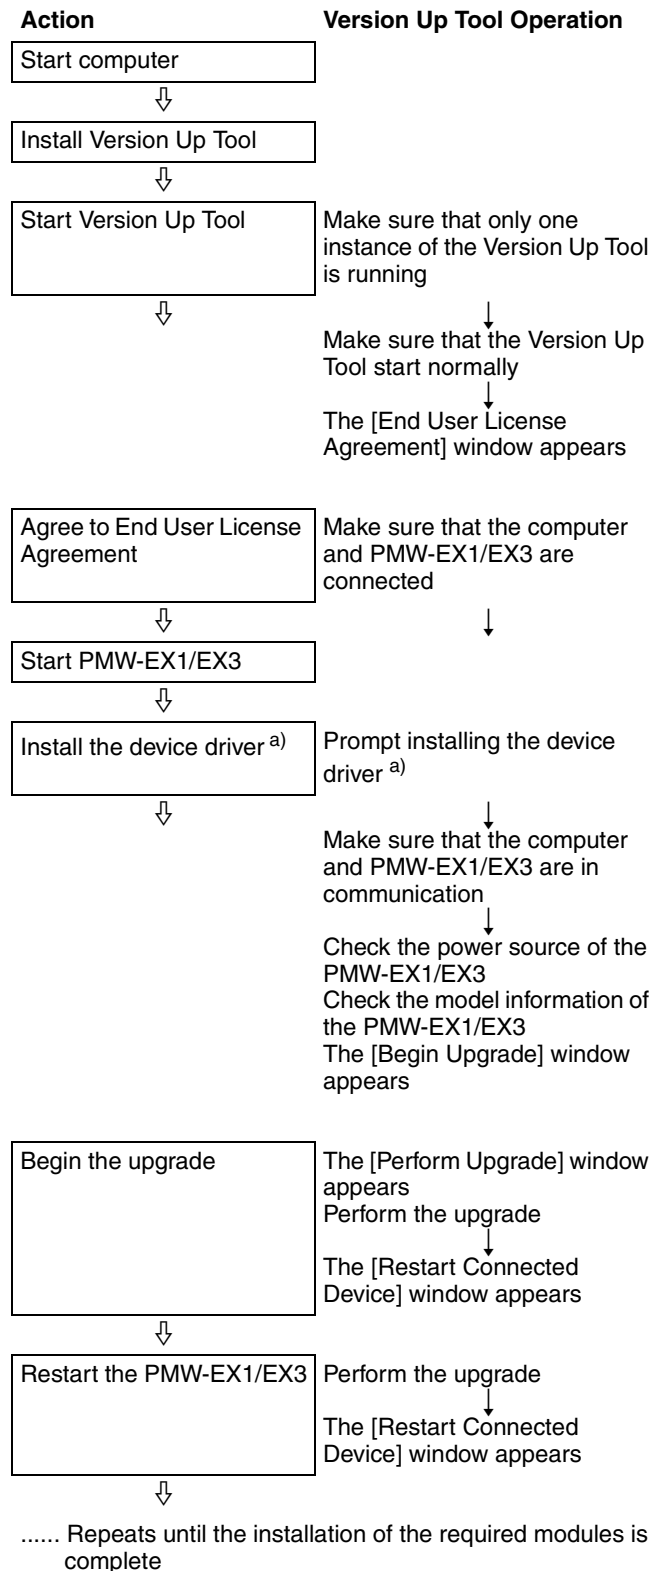 Action Version Up Tool Operation
Start computer
Install Version Up Tool
Start Version Up Tool
Make sure that only one
instance of the Version Up Tool
is running
Make sure that the Version Up
Tool start normally
The [End User License
Agreement] window appears
Agree to End User License
Agreement
Make sure that the computer
and PMW-EX1/EX3 are
connected
Start PMW-EX1/EX3
Install the device driver a)
Prompt installing the device
driver a)
Make sure that the computer
and PMW-EX1/EX3 are in
communication
Check the power source of the
PMW-EX1/EX3
Check the model information of
the PMW-EX1/EX3
The [Begin Upgrade] window
appears
Begin the upgrade
The [Perform Upgrade] window
appears
Perform the upgrade
The [Restart Connected
Device] window appears
Restart the PMW-EX1/EX3
Perform the upgrade
The [Restart Connected
Device] window appears
...... Repeats until the installation of the required modules is
complete